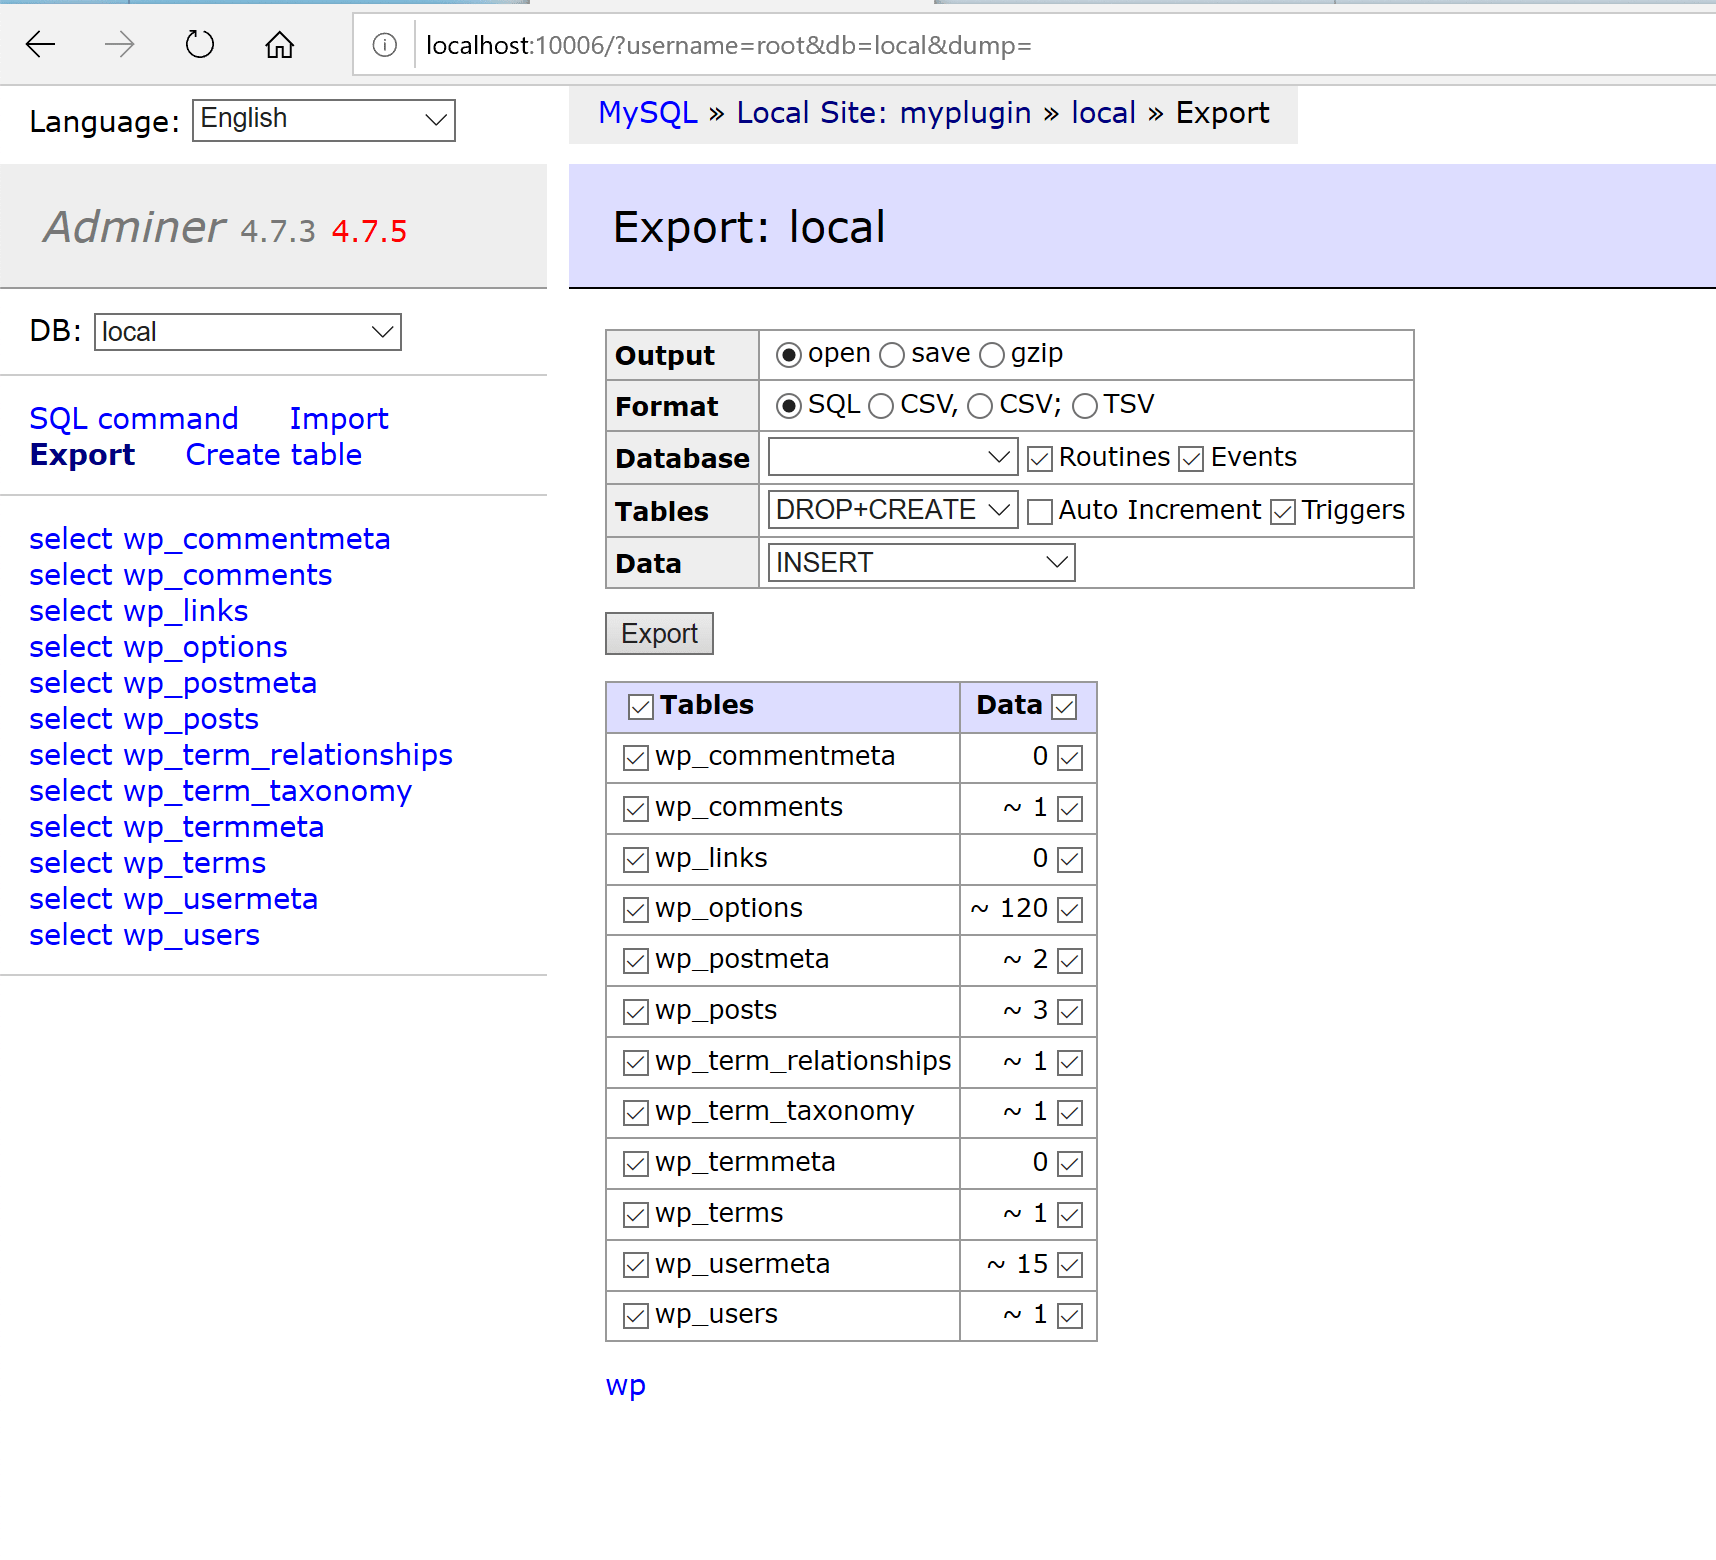 localhost:10006/?username=root&db=local&dump=
Language: English
MySQL » Local Site: myplugin » local » Export
Adminer 4.7.3 4.7.5
Export: local
DB: local
SQL command Import
Export Create table
select wp_commentmeta
select wp_comments
select wp_links
select wp_options
select wp_postmeta
select wp_posts
select wp_term_relationships
select wp_term_taxonomy
select wp_termmeta
select wp_terms
select wp_usermeta
select wp_users
Output open save gzip
Format SQL CSV, CSV; TSV
Database Routines Events
Tables DROP+CREATE Auto Increment Triggers
Data INSERT
Export
Tables Data
wp_commentmeta 0
wp_comments ~ 1
wp_links 0
wp_options ~ 120
wp_postmeta ~ 2
wp_posts ~ 3
wp_term_relationships ~ 1
wp_term_taxonomy ~ 1
wp_termmeta 0
wp_terms ~ 1
wp_usermeta ~ 15
wp_users ~ 1
wp